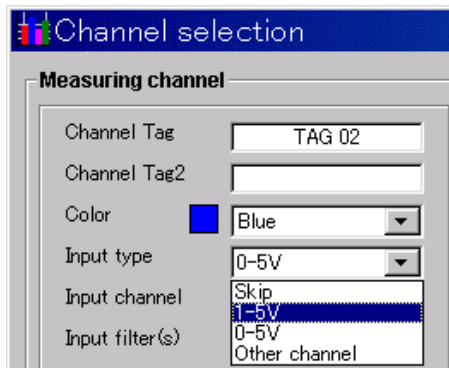 Channel selection
Measuring channel
Channel Tag TAG 02
Channel Tag2
Color Blue
Input type 0-5V
Input channel Skip
1-5V
Input filter(s) 0-5V
Other channel